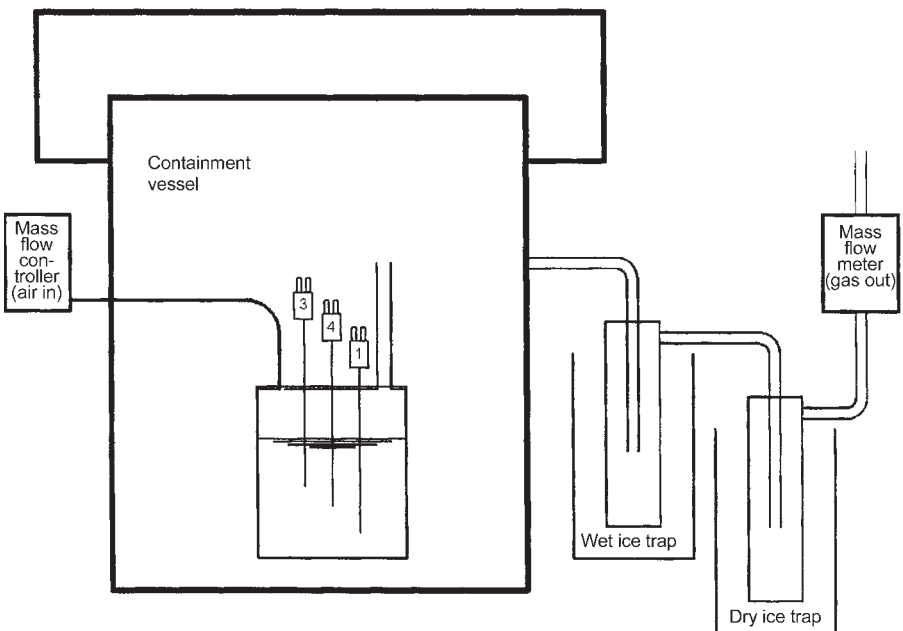 Containment
vessel
Mass
flow
con-
troller
(air in)
3
4
1
Mass
flow
meter
(gas out)
Wet ice trap
Dry ice trap